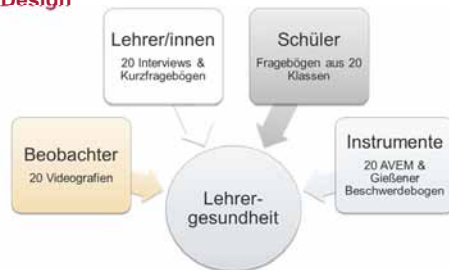 Design
Lehrer/innen
20 Interviews &
Kurzfragebögen
Schüler
Fragebögen aus 20
Klassen
Beobachter
20 Videografien
Instrumente
20 AVEM &
Gießener
Beschwerdebogen
Lehrer-
gesundheit